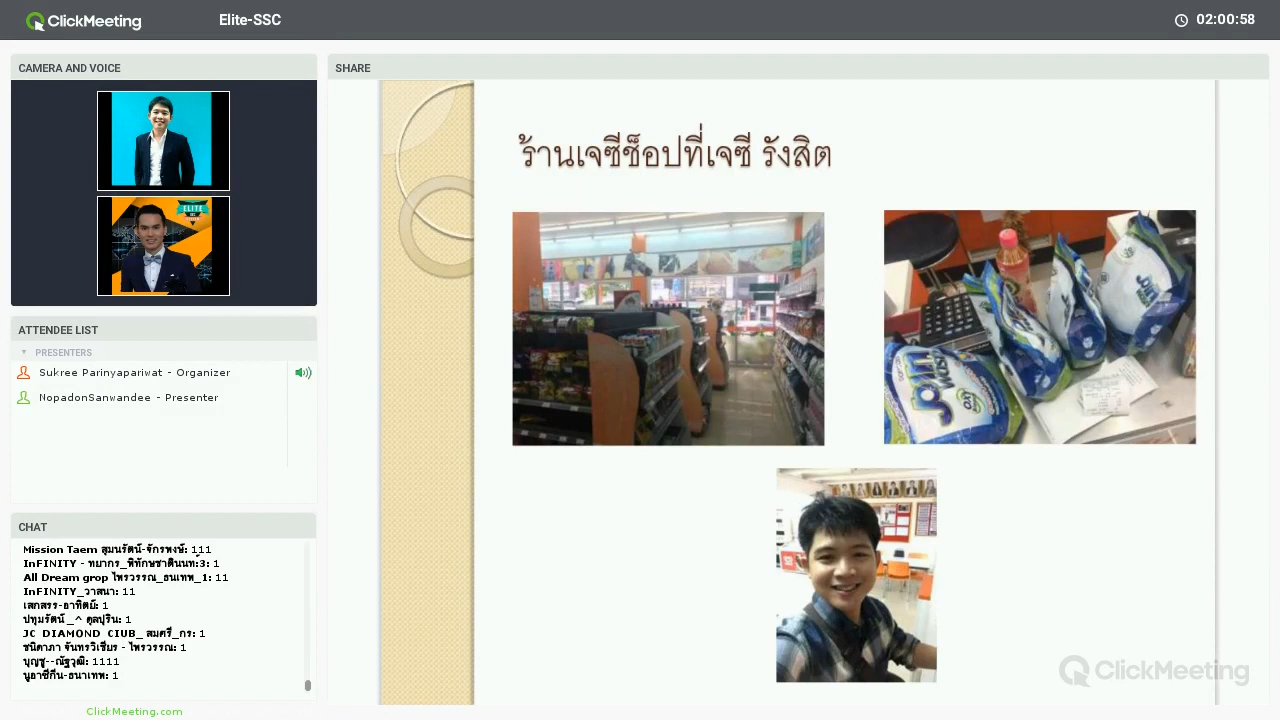 ClickMeeting
Elite-SSC
02:00:58
CAMERA AND VOICE
ELITE
ATTENDEE LIST
PRESENTERS
Sukree Parinyapariwat - Organizer
NopadonSanwandee - Presenter
CHAT
Mission Taem สุมนรัตน์-จักรพงษ์: 111
InFINITY - ทมากร_พิทักษชาตินนท์:3: 1
All Dream grop ไพรวรรณ_ธนเทพ_1: 11
InFINITY_วาสนา: 11
เสกสรร-อาทิตย์: 1
ปทุมรัตน์_^ ดุลปุริน: 1
JC DIAMOND CIUB_ สมศรี_กร: 1
ชนิดาภา จันทรวิเชียร - ไพรวรรณ: 1
บุญชู--ณัฐวุฒิ: 1111
นูอาซีกีน-ธนาเทพ: 1
ClickMeeting.com
SHARE
ร้านเจซีช็อปที่เจซี รังสิต
ClickMeeting